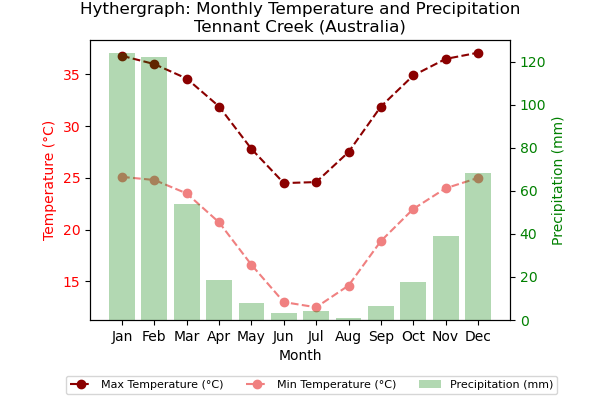 Hythergraph: Monthly Temperature and Precipitation
Tennant Creek (Australia)
Temperature (°C)
35
30
25
20
15
Precipitation (mm)
120
100
80
60
40
20
0
Jan Feb Mar Apr May Jun Jul Aug Sep Oct Nov Dec
Month
Max Temperature (°C) Min Temperature (°C) Precipitation (mm)